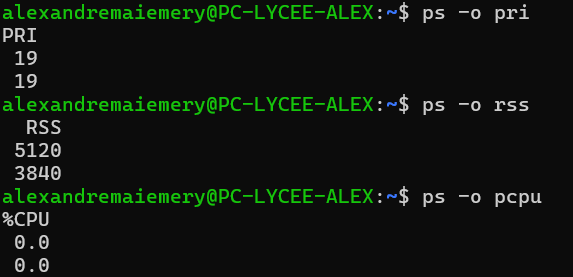 alexandremaiemery@PC-LYCEE-ALEX:~$ ps -o pri
PRI
19
19
alexandremaiemery@PC-LYCEE-ALEX:~$ ps -o rss
RSS
5120
3840
alexandremaiemery@PC-LYCEE-ALEX:~$ ps -o pcpu
%CPU
0.0
0.0